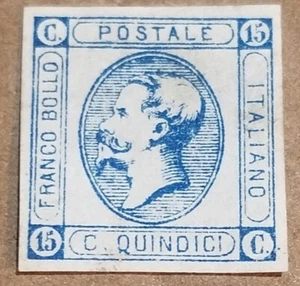 C. POSTALE 15
FRANCO BOLLO
ITALIANO
15 C. QUINDICI C.